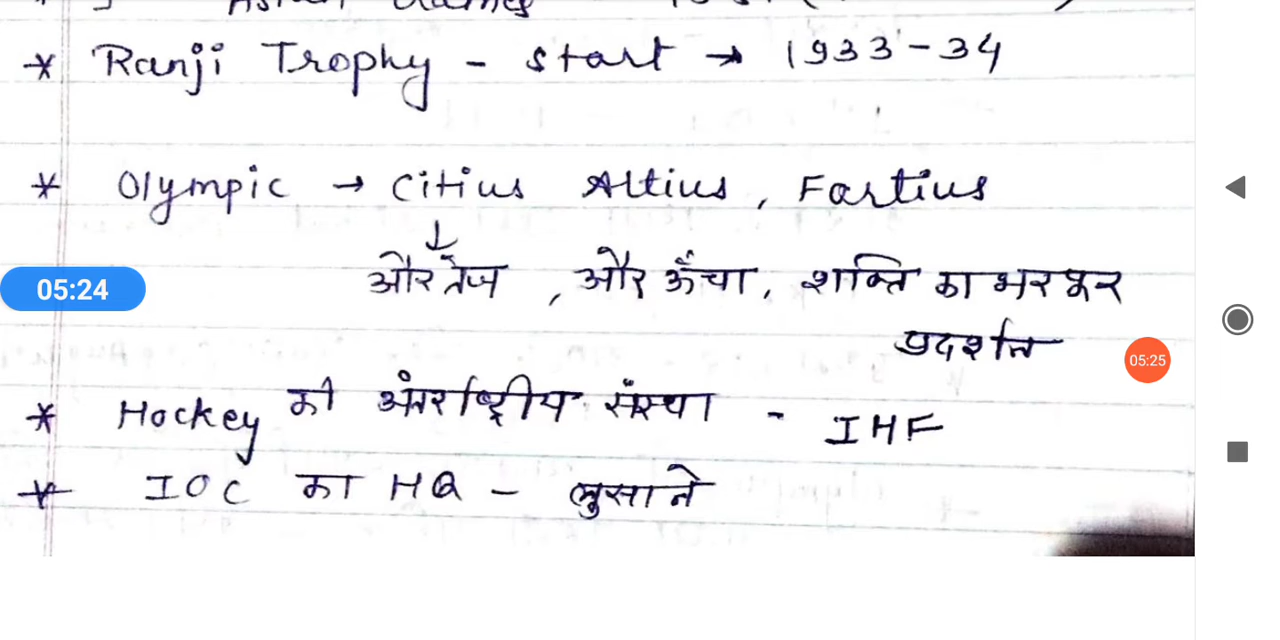 * Ranji Trophy - start → 1933-34
* Olympic → Citius Altius, Fartius
↓
और तेज, और ऊँचा, शक्ति का भरपूर
प्रदर्शन
05:24
05:25
* Hockey की अंतर्राष्ट्रीय संस्था - IHF
* IOC का HQ - लुसाने